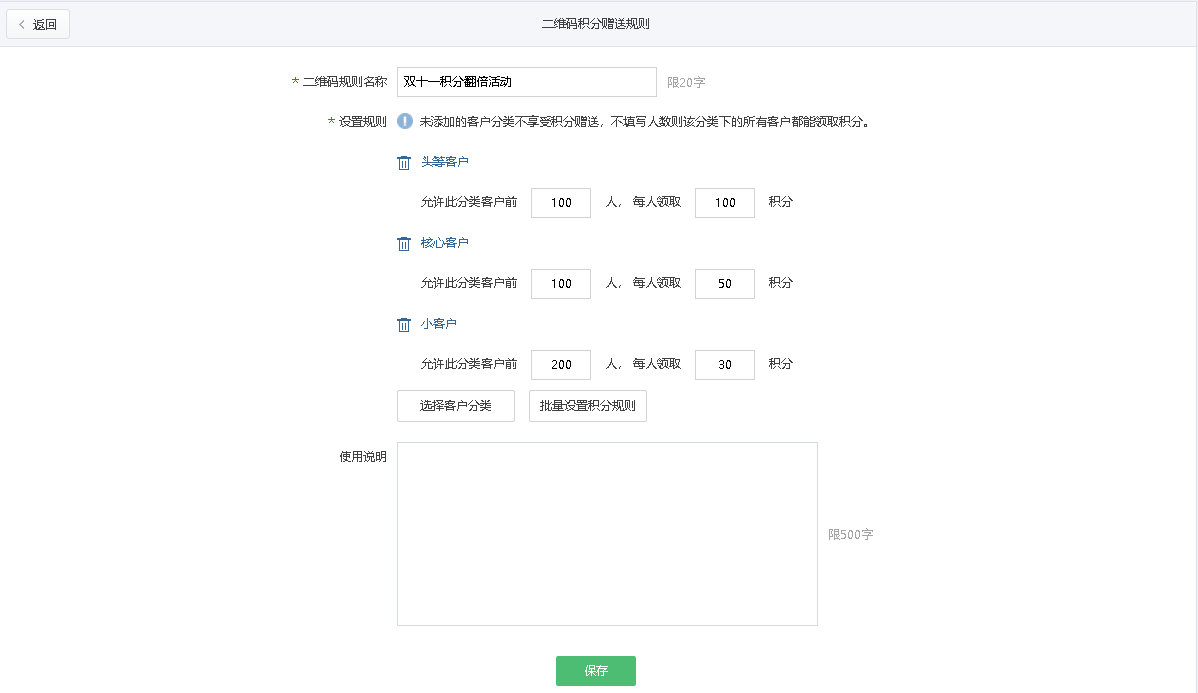 返回
二维码积分赠送规则
* 二维码规则名称 双十一积分翻倍活动 限20字
* 设置规则 未添加的客户分类不享受积分赠送，不填写人数则该分类下的所有客户都能领取积分。
头等客户
允许此分类客户前 100 人， 每人领取 100 积分
核心客户
允许此分类客户前 100 人， 每人领取 50 积分
小客户
允许此分类客户前 200 人， 每人领取 30 积分
选择客户分类 批量设置积分规则
使用说明
限500字
保存